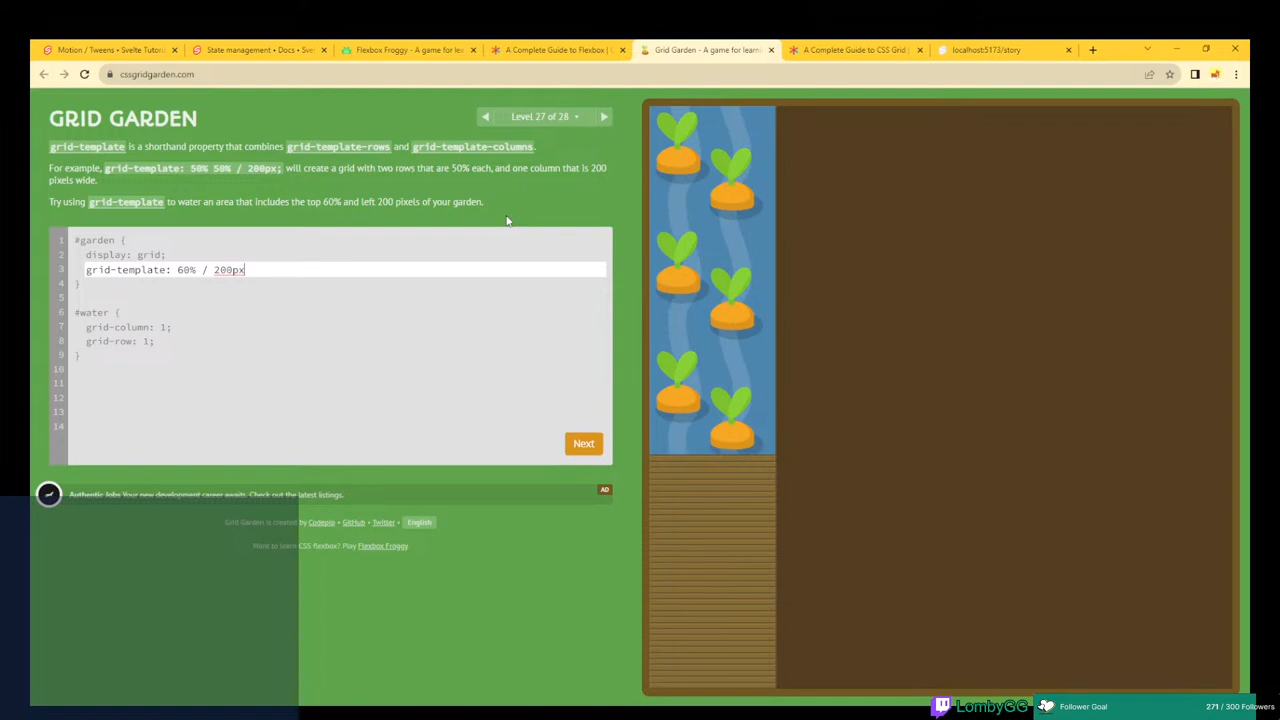 Motion / Tweens • Svelte Tutori
State management • Docs • Sve
Flexbox Froggy - A game for lea
A Complete Guide to Flexbox |
Grid Garden - A game for learni
A Complete Guide to CSS Grid |
localhost:5173/story
cssgridgarden.com
GRID GARDEN
Level 27 of 28
grid-template is a shorthand property that combines grid-template-rows and grid-template-columns.
For example, grid-template: 50% 50% / 200px; will create a grid with two rows that are 50% each, and one column that is 200
pixels wide.
Try using grid-template to water an area that includes the top 60% and left 200 pixels of your garden.
1 #garden {
2 display: grid;
3 grid-template: 60% / 200px
4 }
5
6 #water {
7 grid-column: 1;
8 grid-row: 1;
9 }
10
11
12
13
14
Next
Authentic Jobs Your new development career awaits. Check out the latest listings.
AD
Grid Garden is created by Codepip • GitHub • Twitter • English
Want to learn CSS flexbox? Play Flexbox Froggy.
LombyGG
Follower Goal
271 / 300 Followers